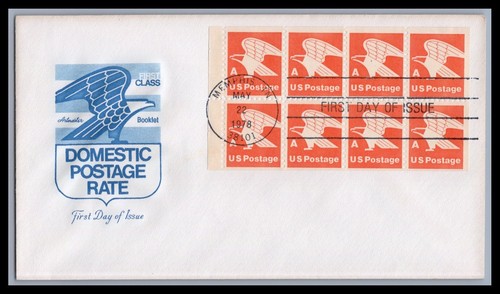 FIRST
CLASS
Artmaster Booklet
DOMESTIC
POSTAGE
RATE
First Day of Issue
A A A A
US Postage US Postage US Postage US Postage
MEMPHIS, TN
MAY
22
1978
38101
FIRST DAY OF ISSUE
A A A A
US Postage US Postage US Postage US Postage